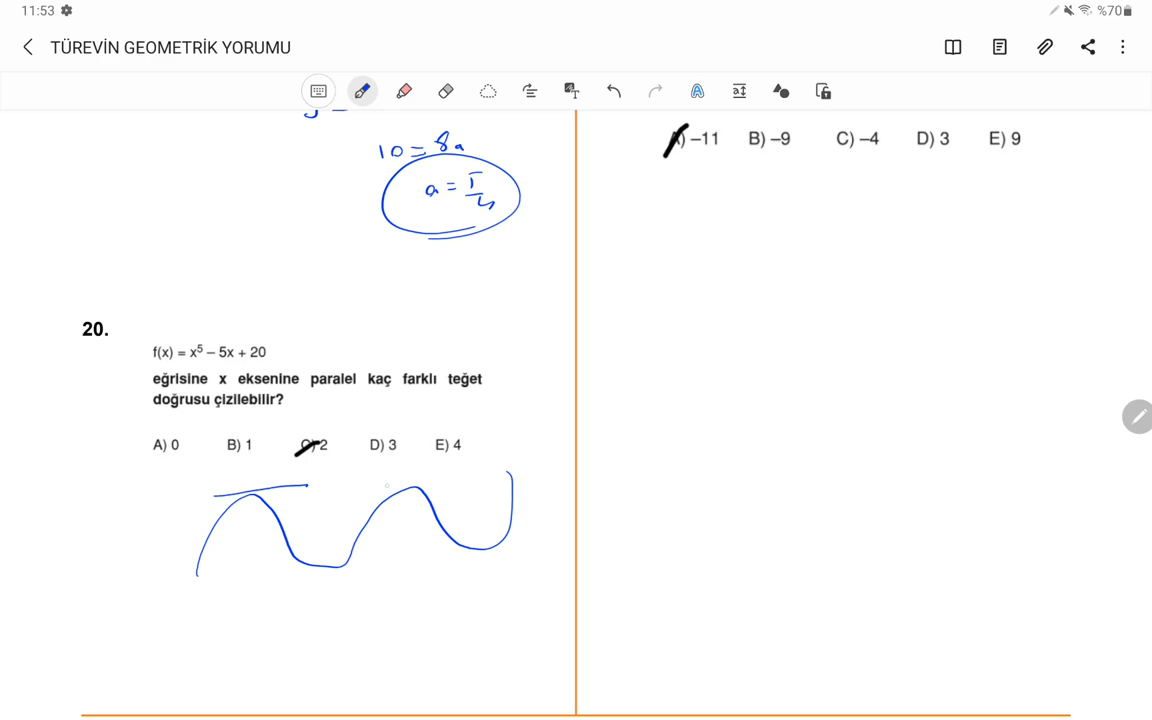 11:53 %70
TÜREVİN GEOMETRİK YORUMU
10 = 8a
a = 5/4
A) –11 B) –9 C) –4 D) 3 E) 9
20.
f(x) = x⁵ – 5x + 20
eğrisine x eksenine paralel kaç farklı teğet
doğrusu çizilebilir?
A) 0 B) 1 C) 2 D) 3 E) 4